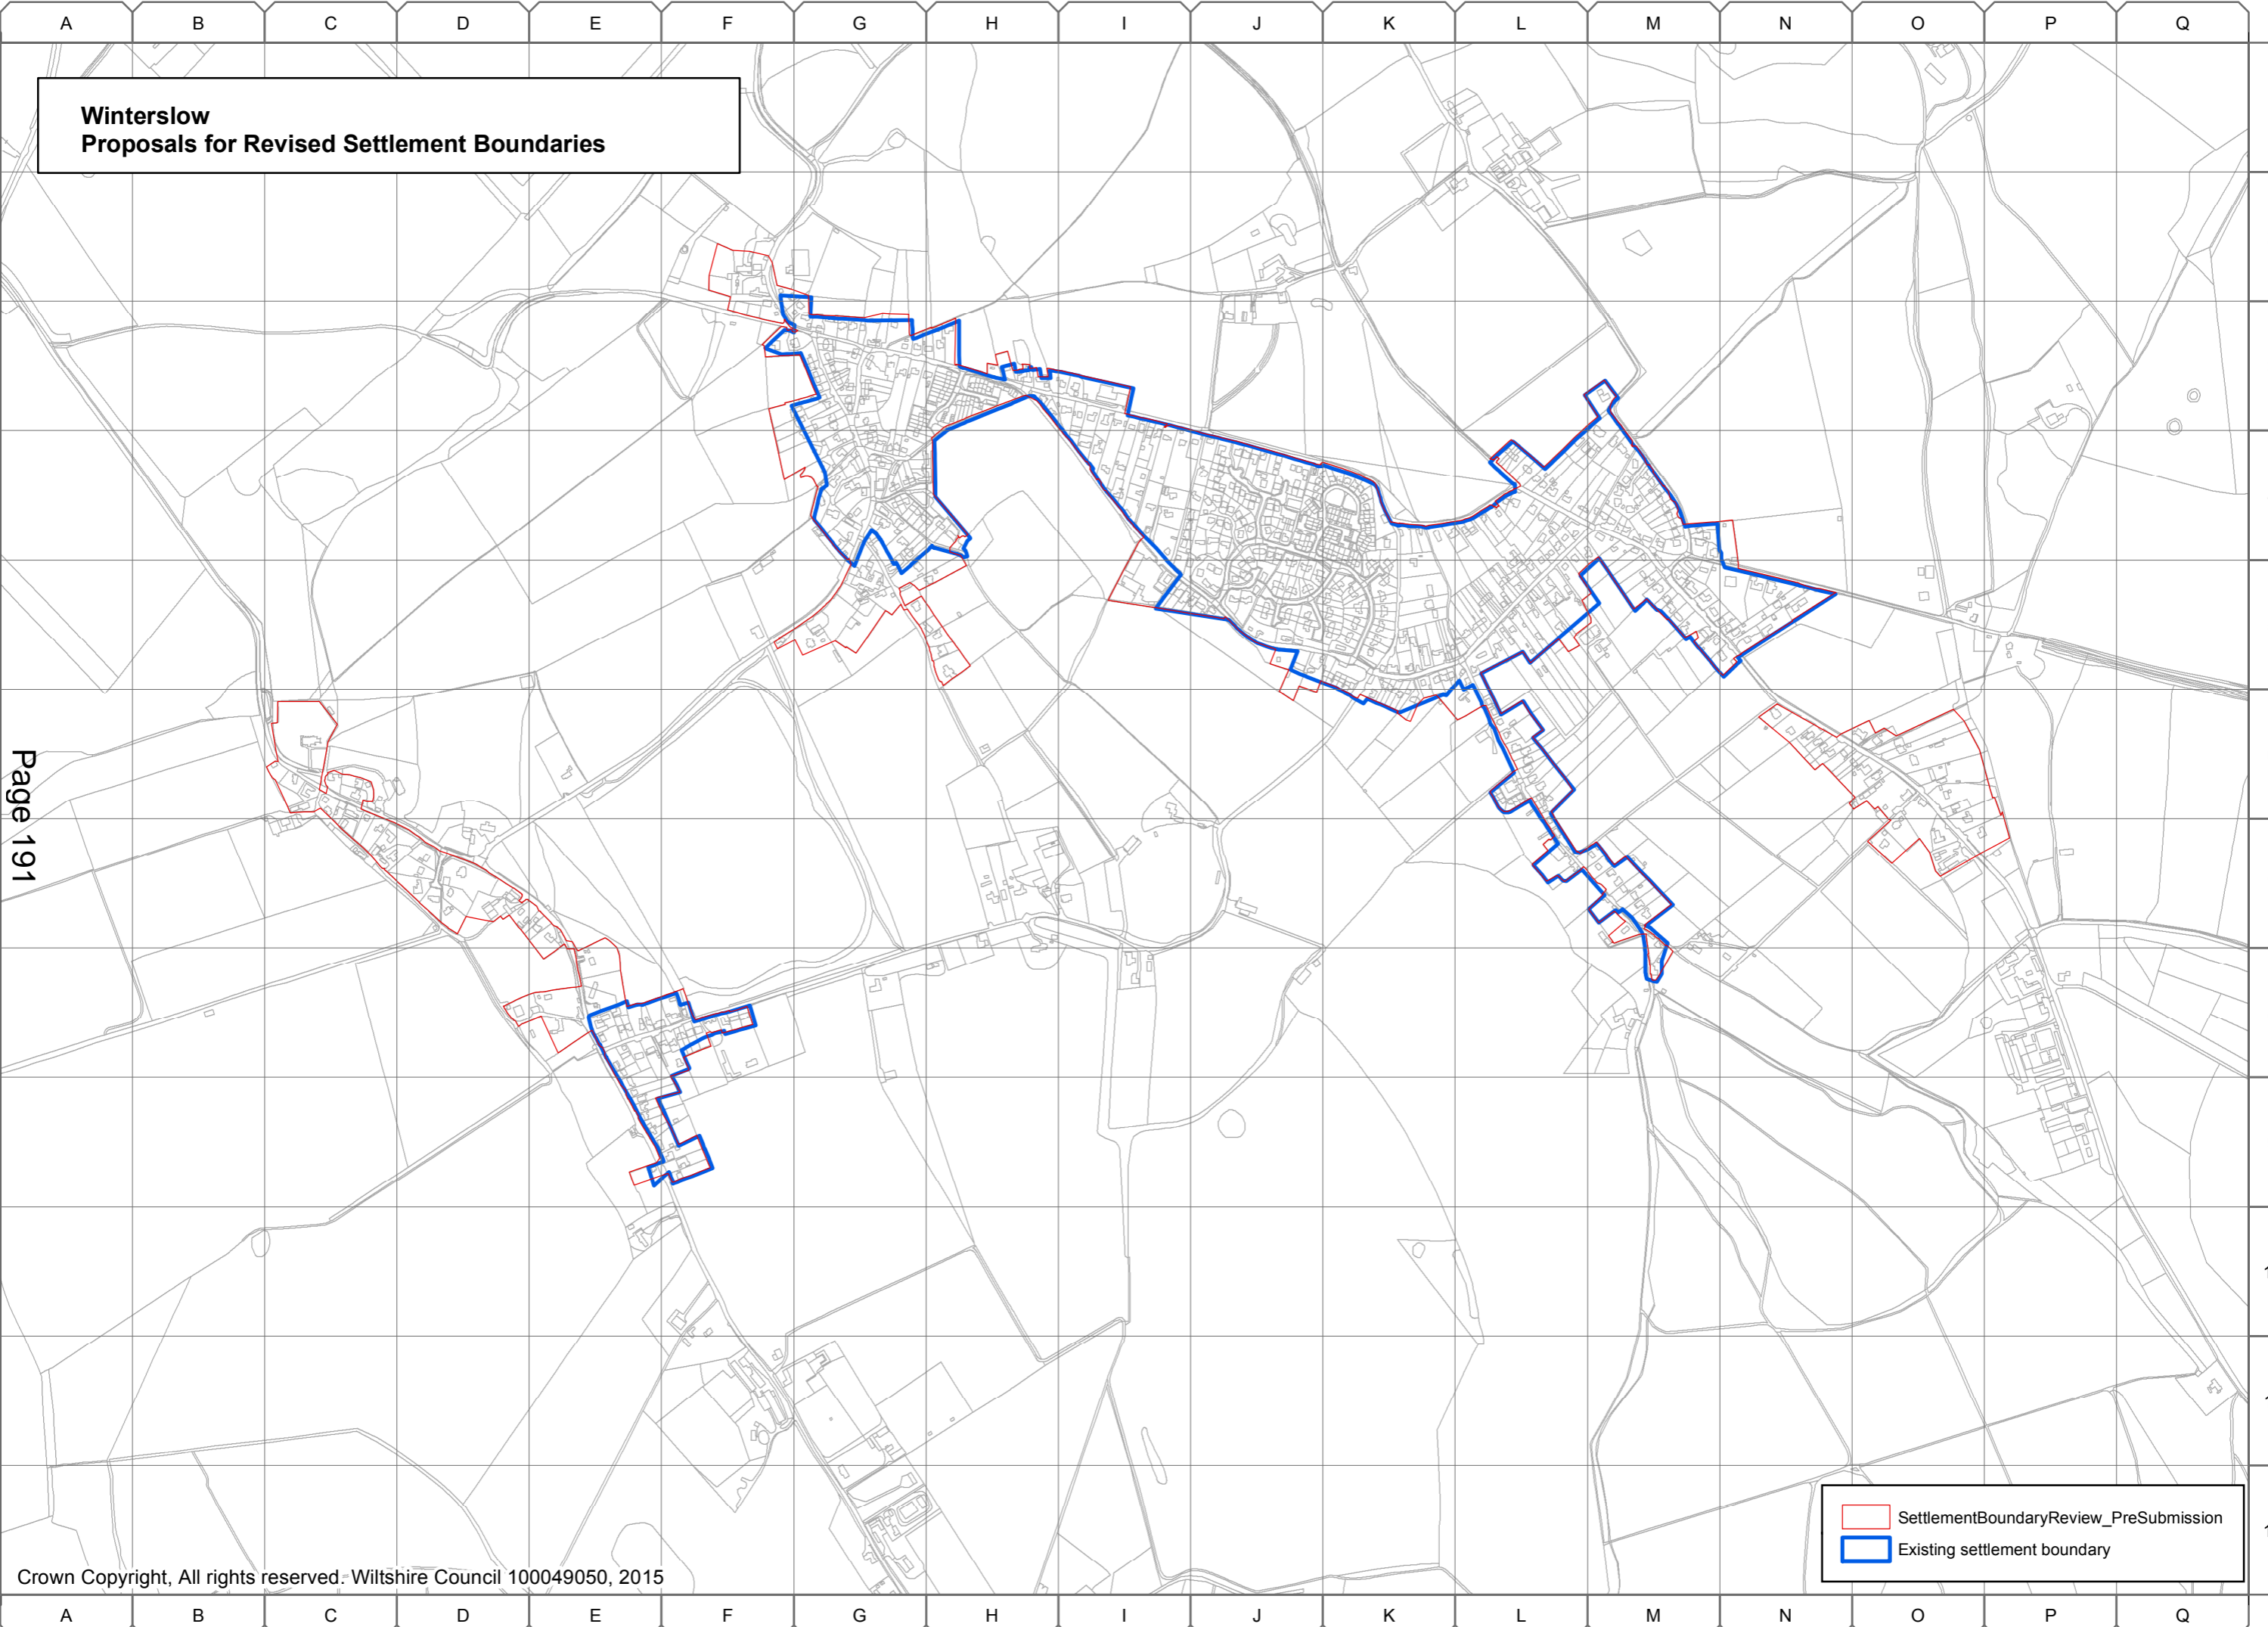 A B C D E F G H I J K L M N O P Q
Winterslow
Proposals for Revised Settlement Boundaries
Page 191
SettlementBoundaryReview_PreSubmission
Existing settlement boundary
Crown Copyright, All rights reserved. Wiltshire Council 100049050, 2015
A B C D E F G H I J K L M N O P Q